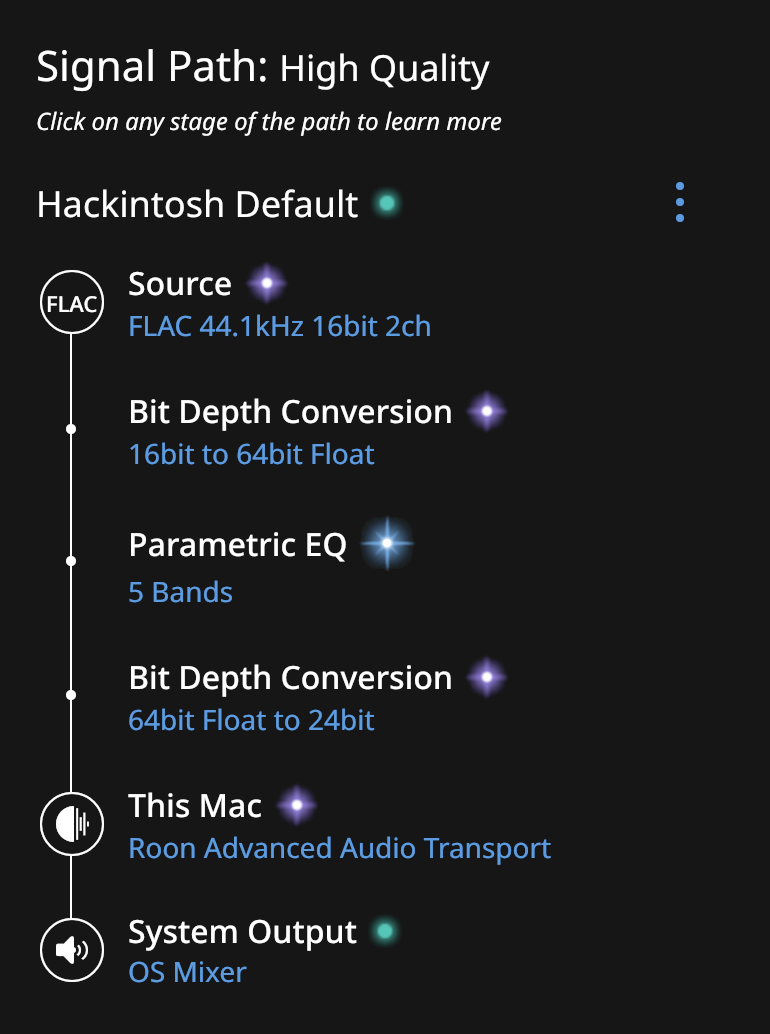 Signal Path: High Quality
Click on any stage of the path to learn more
Hackintosh Default
FLAC
Source
FLAC 44.1kHz 16bit 2ch
Bit Depth Conversion
16bit to 64bit Float
Parametric EQ
5 Bands
Bit Depth Conversion
64bit Float to 24bit
This Mac
Roon Advanced Audio Transport
System Output
OS Mixer